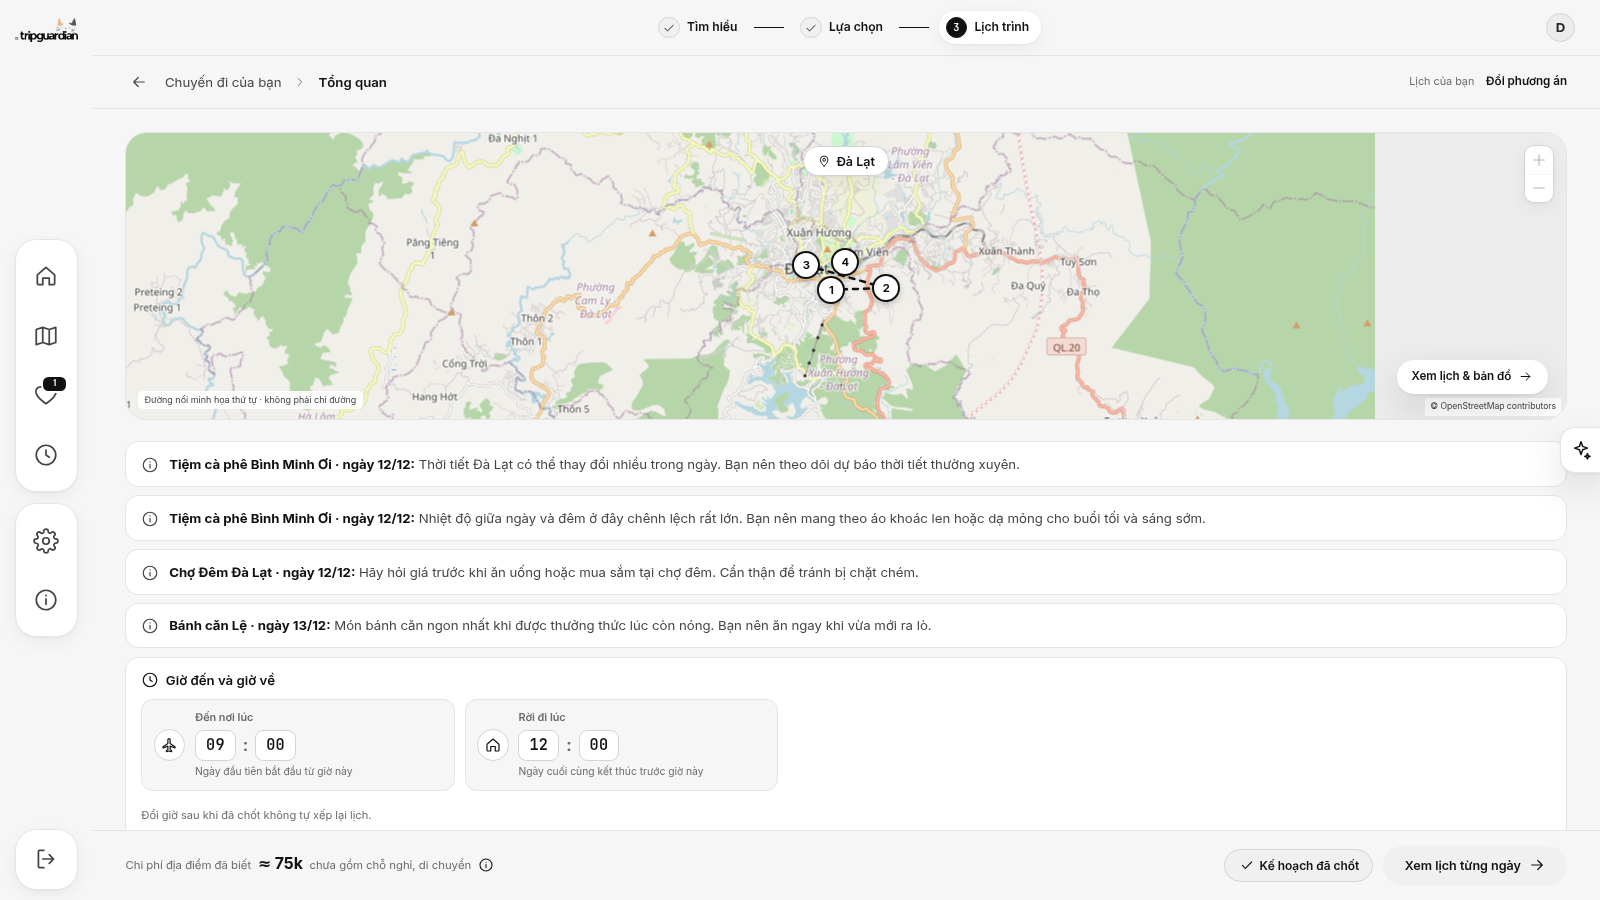 tripguardian
Tìm hiểu
Lựa chọn
3 Lịch trình
D
Chuyến đi của bạn > Tổng quan
Lịch của bạn Đổi phương án
Đa Nghịt 1
Đà Lạt
Phường
Lâm Viên
Đà Lạt
Xuân Hương
Păng Tiêng
1
Xuân Thành
Tuy Sơn
3
4
1
2
Preteing 2
Preteing 1
Phường
Cam Ly
Đà Lạt
Thôn 2
Thôn 1
Đa Quý
Đa Thọ
QL.20
Cổng Trời
Phường
Xuân Hương
Đà Lạt
Hang Hớt
Thôn 5
Xem lịch & bản đồ
Đường nối minh họa thứ tự · không phải chỉ đường
© OpenStreetMap contributors
1
Tiệm cà phê Bình Minh Ơi · ngày 12/12: Thời tiết Đà Lạt có thể thay đổi nhiều trong ngày. Bạn nên theo dõi dự báo thời tiết thường xuyên.
Tiệm cà phê Bình Minh Ơi · ngày 12/12: Nhiệt độ giữa ngày và đêm ở đây chênh lệch rất lớn. Bạn nên mang theo áo khoác len hoặc dạ mỏng cho buổi tối và sáng sớm.
Chợ Đêm Đà Lạt · ngày 12/12: Hãy hỏi giá trước khi ăn uống hoặc mua sắm tại chợ đêm. Cẩn thận để tránh bị chặt chém.
Bánh căn Lệ · ngày 13/12: Món bánh căn ngon nhất khi được thưởng thức lúc còn nóng. Bạn nên ăn ngay khi vừa mới ra lò.
Giờ đến và giờ về
Đến nơi lúc
09 : 00
Ngày đầu tiên bắt đầu từ giờ này
Rời đi lúc
12 : 00
Ngày cuối cùng kết thúc trước giờ này
Đổi giờ sau khi đã chốt không tự xếp lại lịch.
Chi phí địa điểm đã biết ≈ 75k chưa gồm chỗ nghỉ, di chuyển
Kế hoạch đã chốt
Xem lịch từng ngày